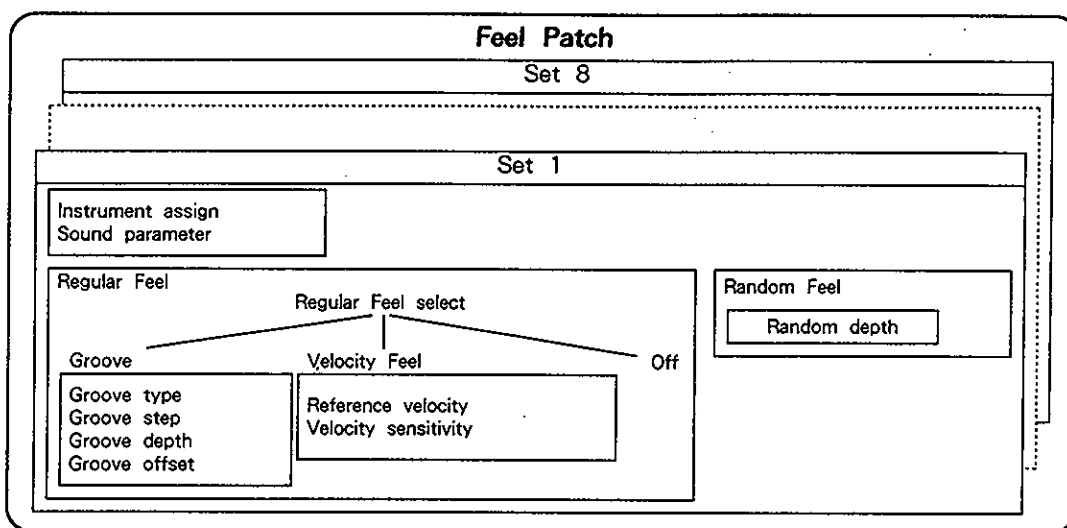 Feel Patch
Set 8
Set 1
Instrument assign
Sound parameter
Regular Feel
Regular Feel select
Groove
Velocity Feel
Off
Groove type
Groove step
Groove depth
Groove offset
Reference velocity
Velocity sensitivity
Random Feel
Random depth